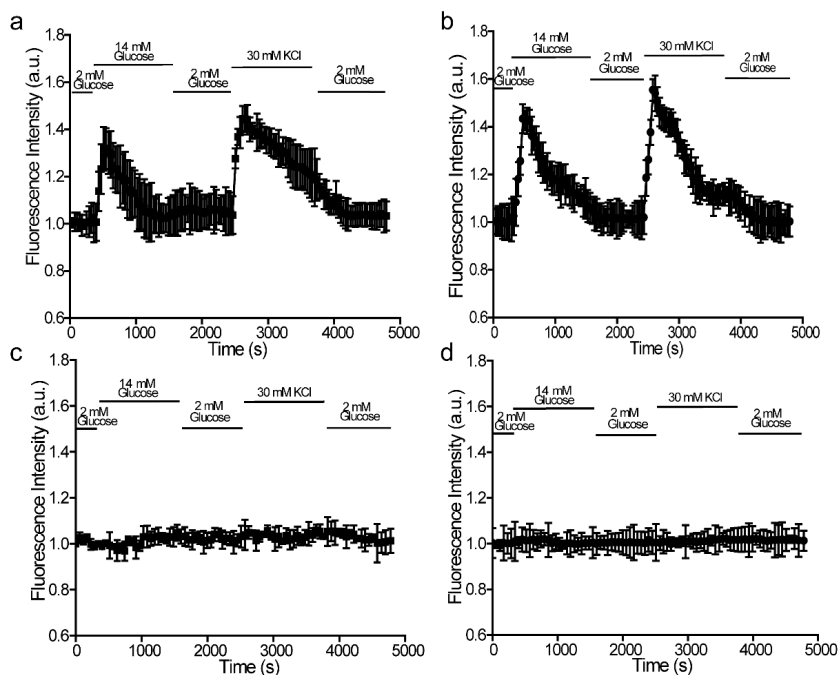 a
Fluorescence Intensity (a.u.)
1.8
1.6
1.4
1.2
1.0
0.8
0.6
2 mM
Glucose
14 mM
Glucose
2 mM
Glucose
30 mM KCl
2 mM
Glucose
0 1000 2000 3000 4000 5000
Time (s)
b
Fluorescence Intensity (a.u.)
1.8
1.6
1.4
1.2
1.0
0.8
0.6
2 mM
Glucose
14 mM
Glucose
2 mM
Glucose
30 mM KCl
2 mM
Glucose
0 1000 2000 3000 4000 5000
Time (s)
c
Fluorescence Intensity (a.u.)
1.8
1.6
1.4
1.2
1.0
0.8
0.6
2 mM
Glucose
14 mM
Glucose
2 mM
Glucose
30 mM KCl
2 mM
Glucose
0 1000 2000 3000 4000 5000
Time (s)
d
Fluorescence Intensity (a.u.)
1.8
1.6
1.4
1.2
1.0
0.8
0.6
2 mM
Glucose
14 mM
Glucose
2 mM
Glucose
30 mM KCl
2 mM
Glucose
0 1000 2000 3000 4000 5000
Time (s)